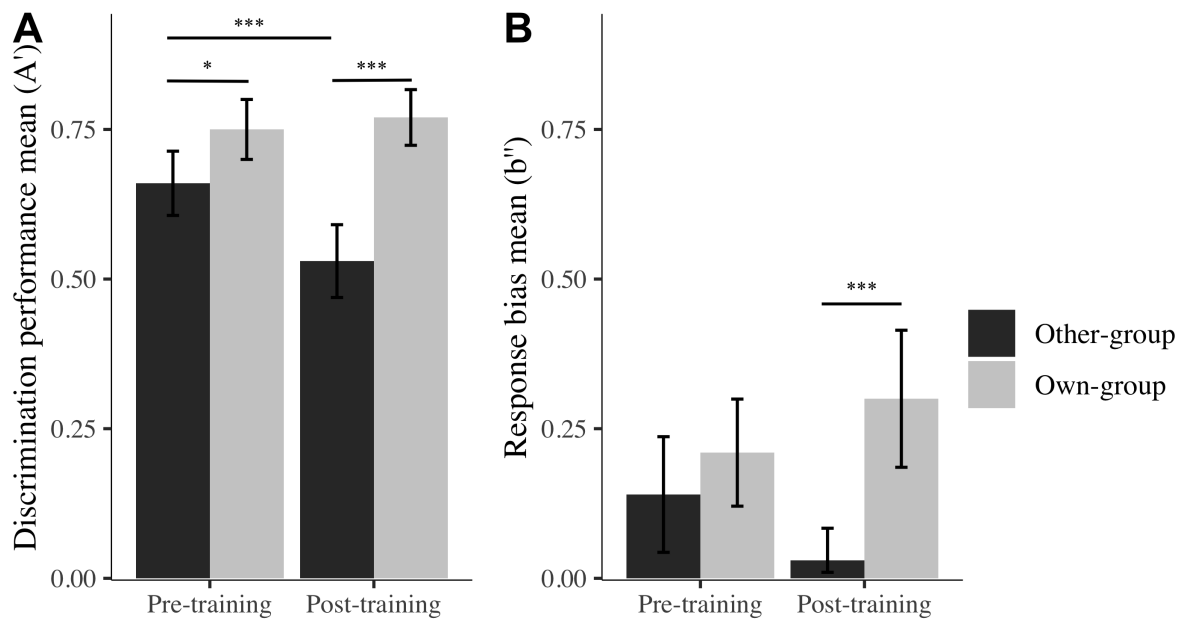 A
Discrimination performance mean (A')
***
*
***
0.75
0.50
0.25
0.00
Pre-training
Post-training
B
Response bias mean (b")
***
0.75
0.50
0.25
0.00
Pre-training
Post-training
Other-group
Own-group